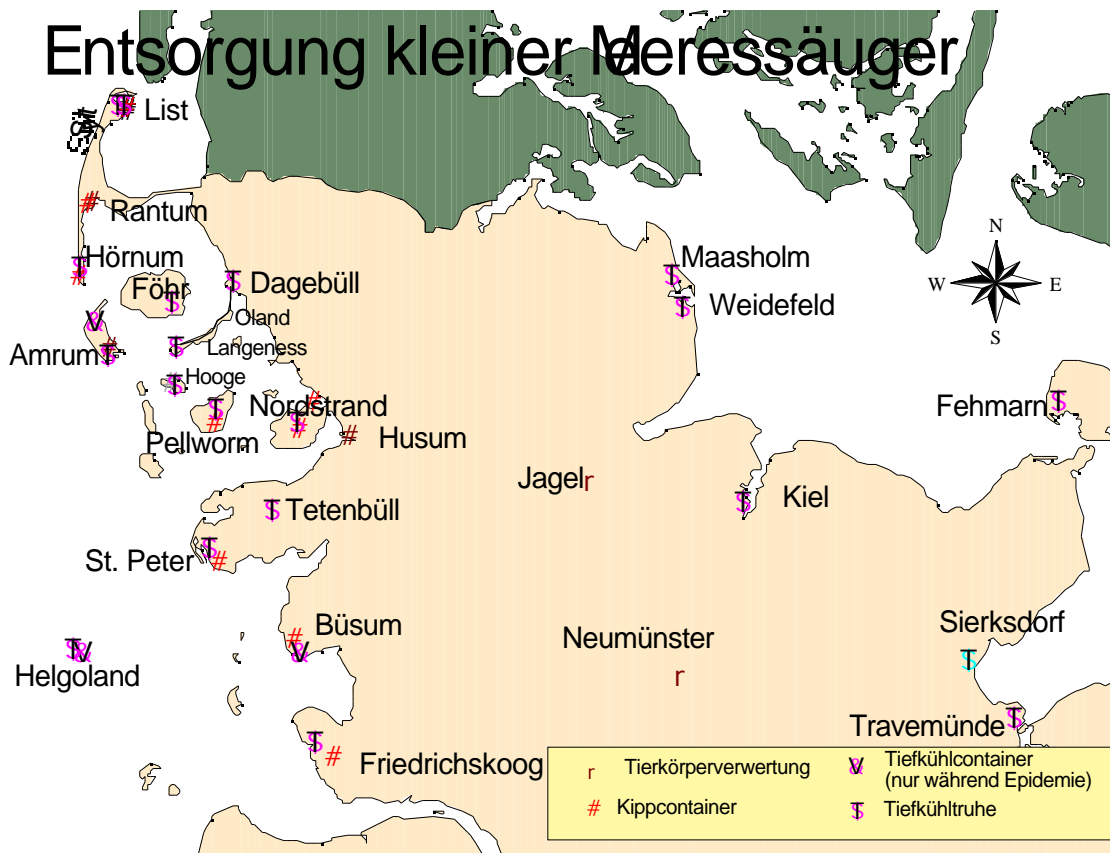 Entsorgung kleiner Meeressäuger
List
Sylt
Rantum
Hörnum
Föhr
Dagebüll
Oland
Langeness
Amrum
Hooge
Nordstrand
Pellworm
Husum
Maasholm
Weidefeld
N
W
E
S
Fehmarn
Jagel
Kiel
Tetenbüll
St. Peter
Büsum
Neumünster
Sierksdorf
Helgoland
Travemünde
Friedrichskoog
r Tierkörperverwertung
# Kippcontainer
Tiefkühlcontainer
(nur während Epidemie)
Tiefkühltruhe